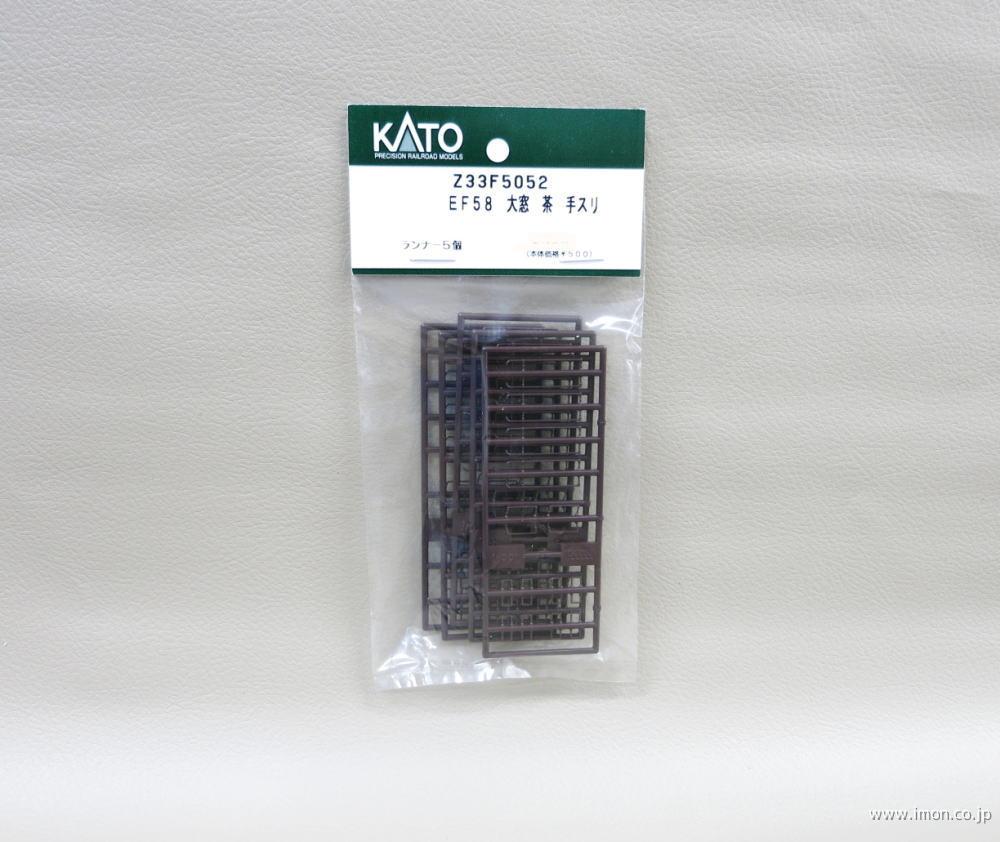 KATO
PRECISION RAILROAD MODELS
Z33F5052
EF58 大窓 茶 手スリ
ランナー5個
(本体価格¥500)
www.imon.co.jp